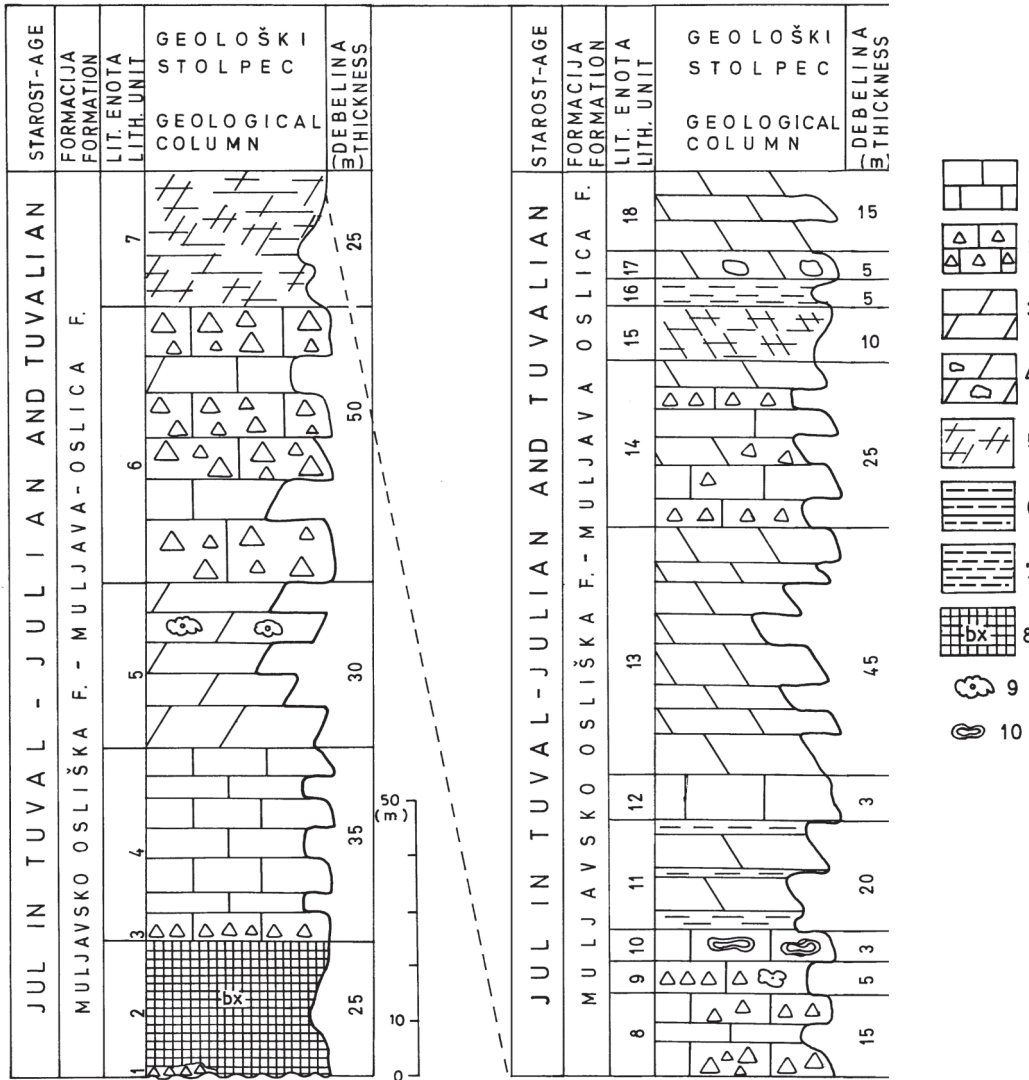 STAROST-AGE
FORMACIJA
FORMATION
LIT. ENOTA
LITH. UNIT
GEOLOŠKI
STOLPEC
GEOLOGICAL
COLUMN
DEBELINA
(m) THICKNESS
JUL IN TUVAL - JULIAN AND TUVALIAN
MULJAVSKO OSLIŠKA F. - MULJAVA-OSLICA F.
7
25
6
50
5
30
4
35
3
2
bx
25
1
50
(m)
10
0
STAROST-AGE
FORMACIJA
FORMATION
LIT. ENOTA
LITH. UNIT
GEOLOŠKI
STOLPEC
GEOLOGICAL
COLUMN
DEBELINA
(m) THICKNESS
JUL IN TUVAL-JULIAN AND TUVALIAN
MULJAVSKO OSLIŠKA F.- MULJAVA OSLICA F.
18
15
17
5
16
5
15
10
14
25
13
45
12
3
11
20
10
3
9
5
8
15
bx 8
9
10